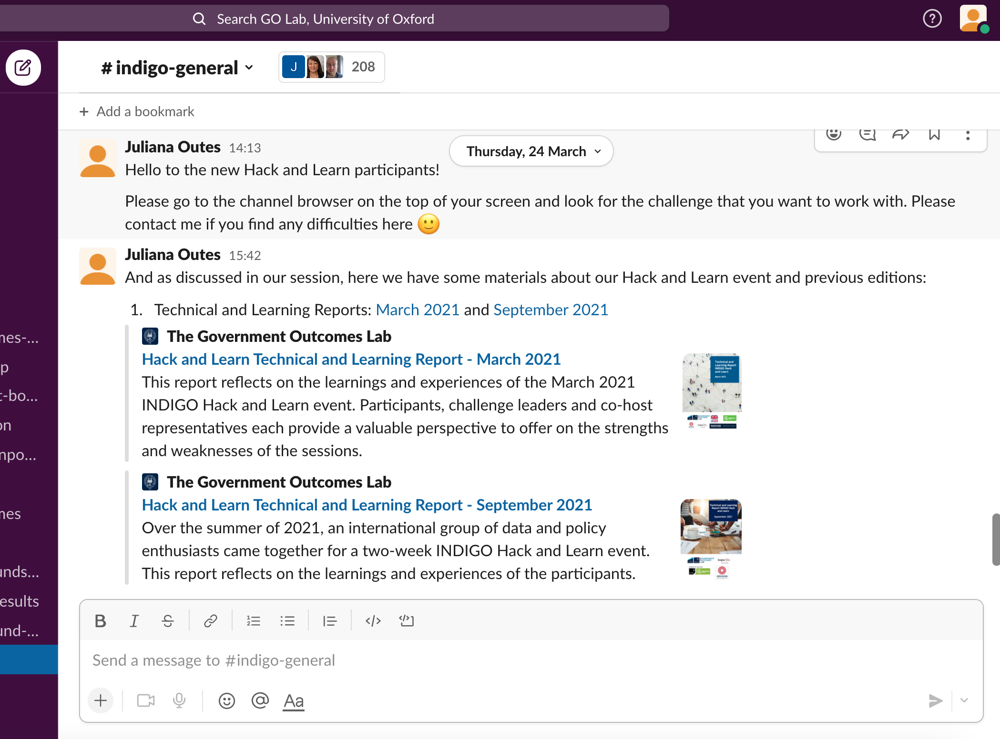 Search GO Lab, University of Oxford
# indigo-general
J
208
+ Add a bookmark
Juliana Outes 14:13
Thursday, 24 March
Hello to the new Hack and Learn participants!
Please go to the channel browser on the top of your screen and look for the challenge that you want to work with. Please
contact me if you find any difficulties here
Juliana Outes 15:42
And as discussed in our session, here we have some materials about our Hack and Learn event and previous editions:
1. Technical and Learning Reports: March 2021 and September 2021
The Government Outcomes Lab
Hack and Learn Technical and Learning Report - March 2021
This report reflects on the learnings and experiences of the March 2021
INDIGO Hack and Learn event. Participants, challenge leaders and co-host
representatives each provide a valuable perspective to offer on the strengths
and weaknesses of the sessions.
Technical and
Learning Report
INDIGO Hack
and Learn
March 2021
The Government Outcomes Lab
Hack and Learn Technical and Learning Report - September 2021
Over the summer of 2021, an international group of data and policy
enthusiasts came together for a two-week INDIGO Hack and Learn event.
This report reflects on the learnings and experiences of the participants.
Technical and Learning
Report INDIGO Hack
and Learn
September 2021
mes-...
p
t-bo...
on
npo...
mes
unds...
esults
und-...
B I S
Send a message to #indigo-general
@ Aa